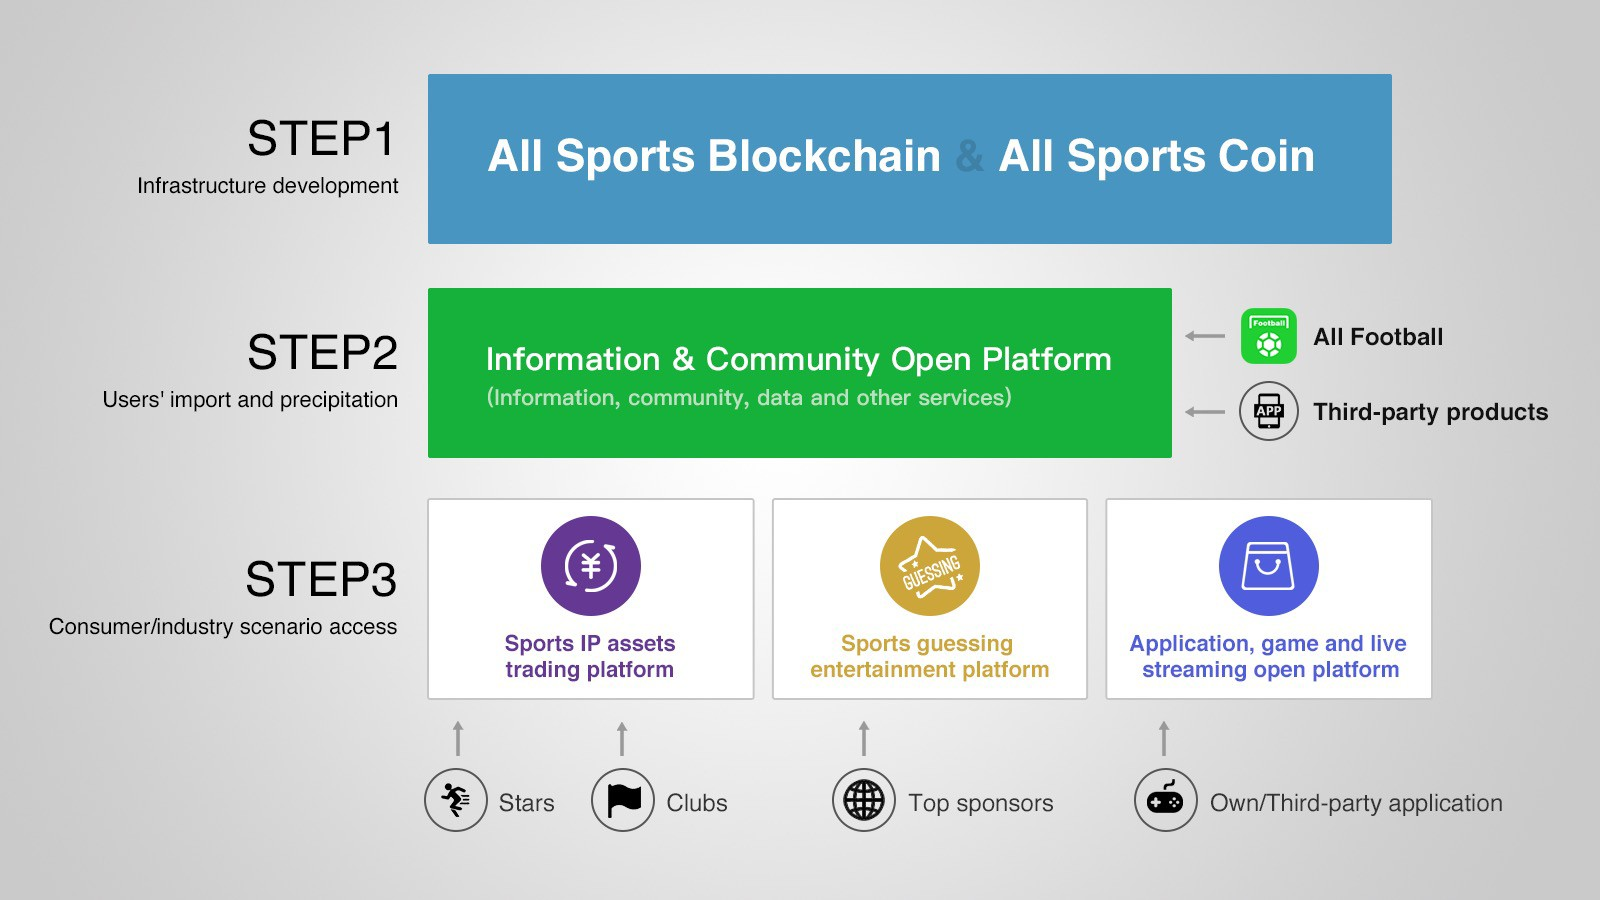 STEP1
Infrastructure development
All Sports Blockchain & All Sports Coin
STEP2
Users' import and precipitation
Information & Community Open Platform
(Information, community, data and other services)
Football
All Football
APP
Third-party products
STEP3
Consumer/industry scenario access
¥
Sports IP assets
trading platform
GUESSING
Sports guessing
entertainment platform
Application, game and live
streaming open platform
Stars
Clubs
Top sponsors
Own/Third-party application